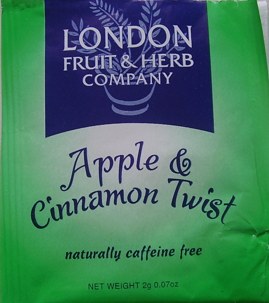 LONDON
FRUIT & HERB
COMPANY
Apple &
Cinnamon Twist
naturally caffeine free
NET WEIGHT 2g 0.07oz